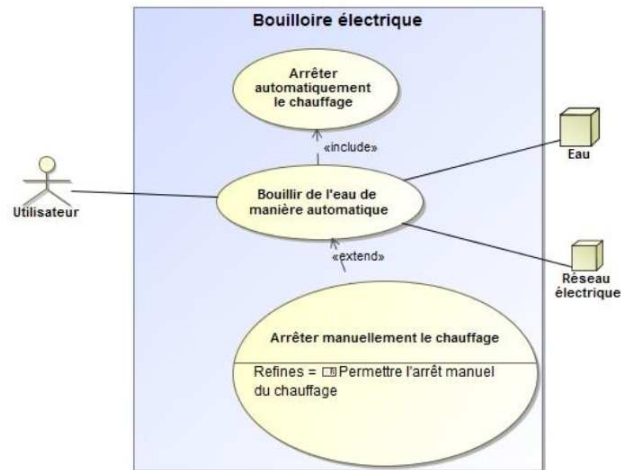 Bouilloire électrique
Arrêter
automatiquement
le chauffage
«include»
Eau
Bouillir de l'eau de
manière automatique
Utilisateur
«extend»
Réseau
électrique
Arrêter manuellement le chauffage
Refines = Permettre l'arrêt manuel
du chauffage